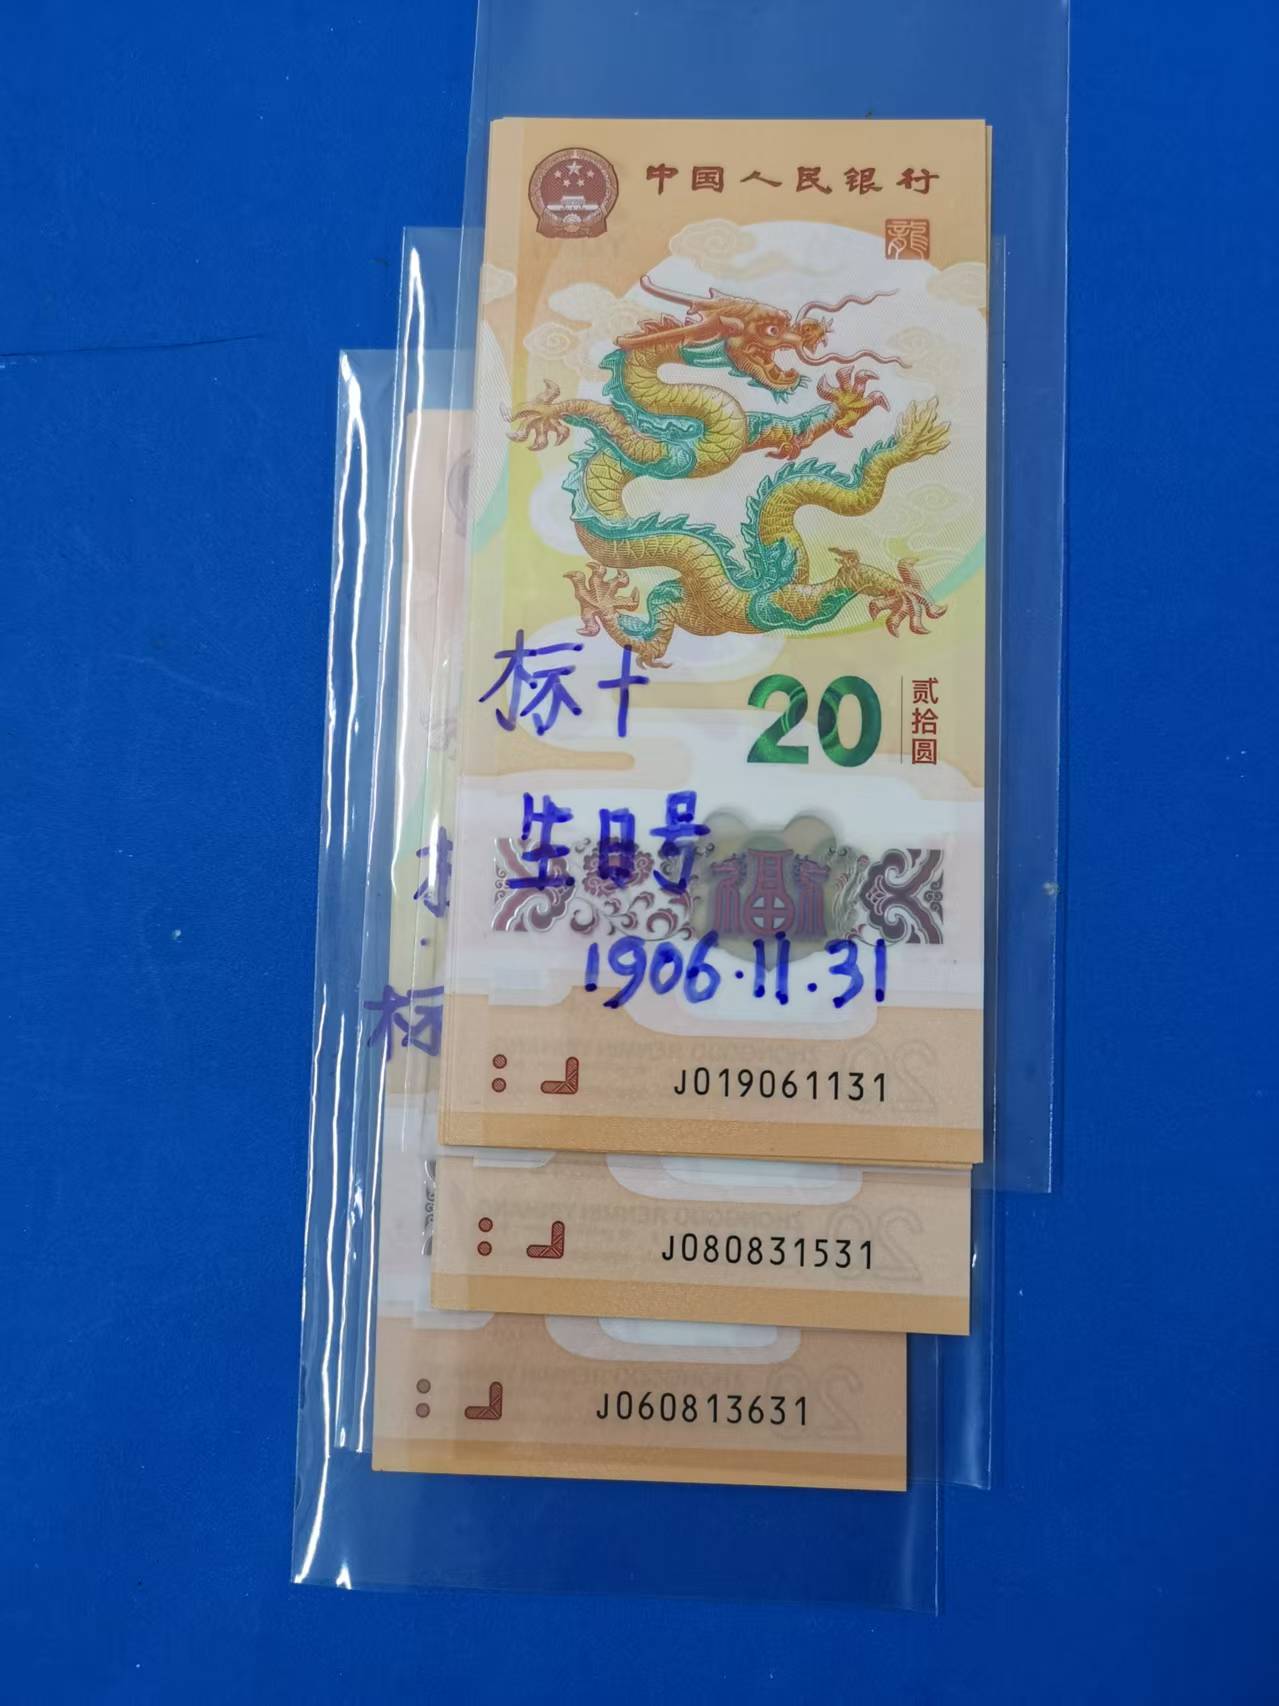 中国人民银行
龍
标十
20 贰拾圆
生日号
福
1906.11.31
J019061131
标
J080831531
J060813631